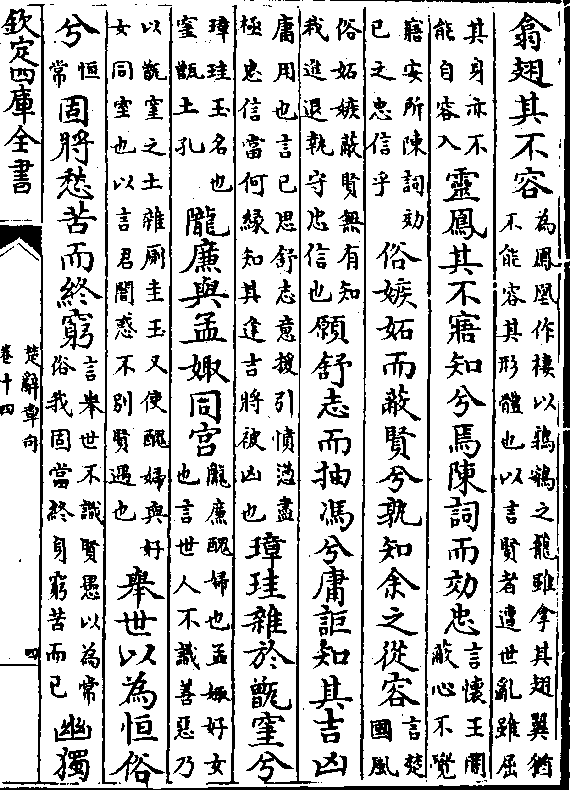 翕翅其不容
為鳳凰作棲以鶉鴳之籠雖拿其翅翼猶
不能容其形體也以言賢者遭世亂雖屈
其身亦不
能自容入
靈鳳其不寤知兮焉陳詞而効忠
言懷王闇
蔽心不覺
寤安所陳詞効
已之忠信乎
俗嫉妬而蔽賢兮孰知余之從容
言楚
國風
俗妬嫉蔽賢無有知
我進退執守忠信也
願舒志而抽馮兮庸詎知其吉凶
庸用也言已思舒志意援引憤懣盡
極忠信當何緣知其逢吉將被凶也
璋珪雜於甑窐兮
璋珪玉名也
窐甑土孔
隴廉與孟娵同宮
隴廉醜婦也孟娵好女
也言世人不識善惡乃
以甑窐之土雜厠圭玉又使醜婦與好
女同室也以言君闇惑不別賢遇也
舉世以為恒俗
兮
恒
常
固將愁苦而終窮
言舉世不識賢愚以為常
俗我固當終身窮苦而已
幽獨
欽定四庫全書
楚辭章句
卷十四
四